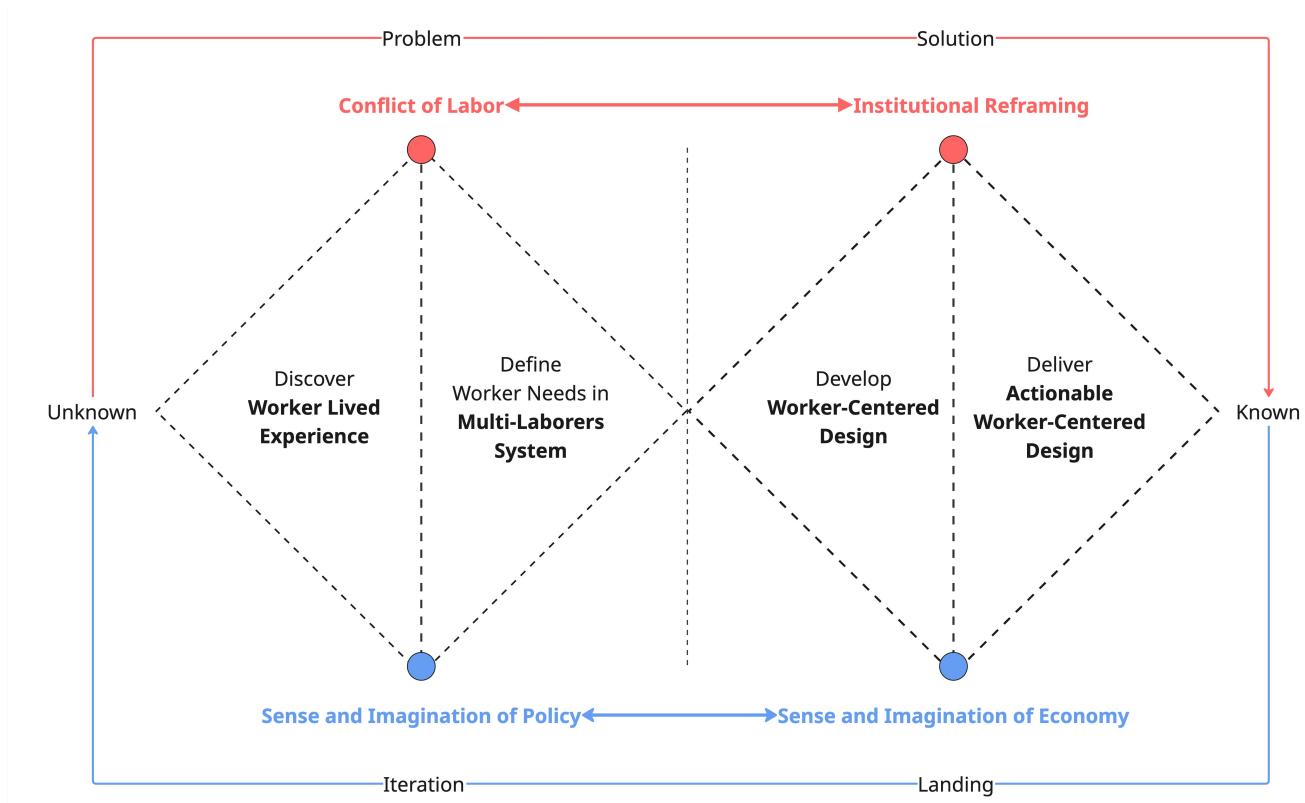 Problem
Solution
Conflict of Labor
Institutional Reframing
Unknown
Discover
Worker Lived
Experience
Define
Worker Needs in
Multi-Laborers
System
Develop
Worker-Centered
Design
Deliver
Actionable
Worker-Centered
Design
Known
Sense and Imagination of Policy
Sense and Imagination of Economy
Iteration
Landing